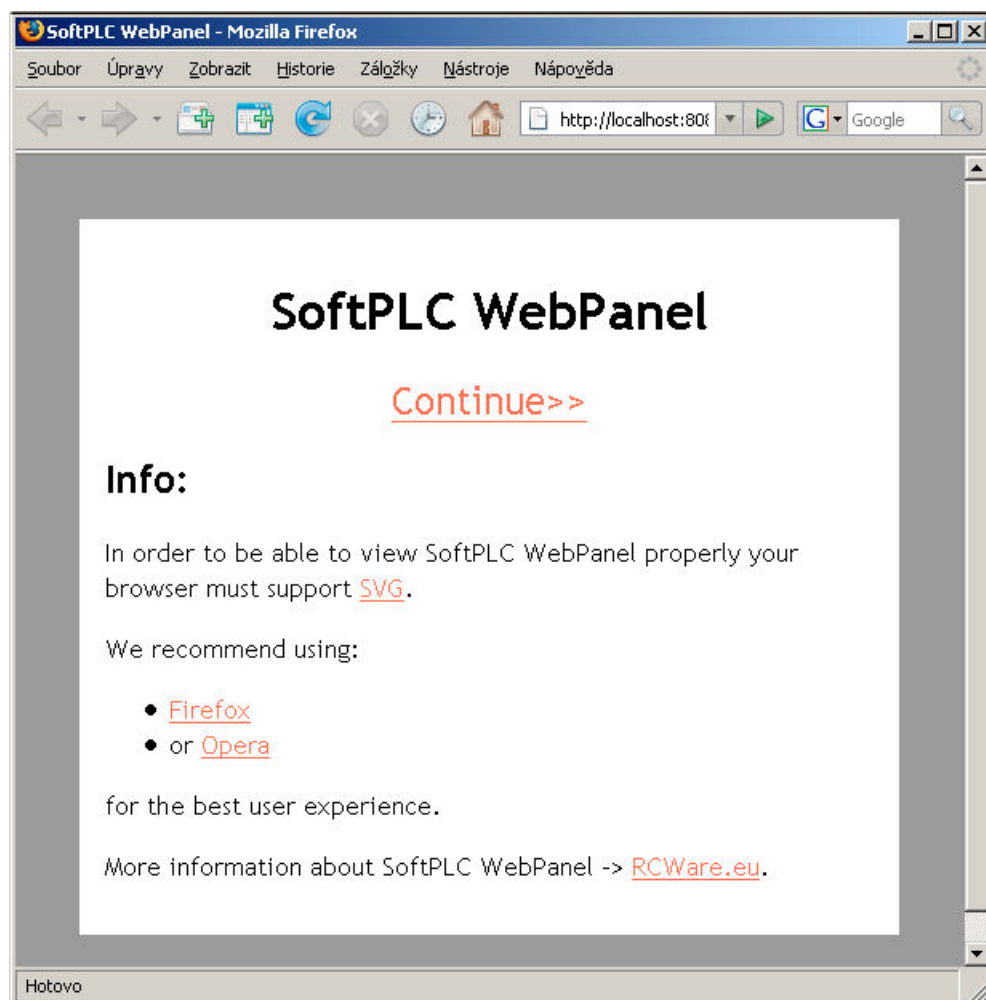 SoftPLC WebPanel - Mozilla Firefox
Soubor Úpravy Zobrazit Historie Záložky Nástroje Nápověda
http://localhost:808 Google
SoftPLC WebPanel
Continue>>
Info:
In order to be able to view SoftPLC WebPanel properly your
browser must support SVG.
We recommend using:
• Firefox
• or Opera
for the best user experience.
More information about SoftPLC WebPanel -> RCWare.eu.
Hotovo